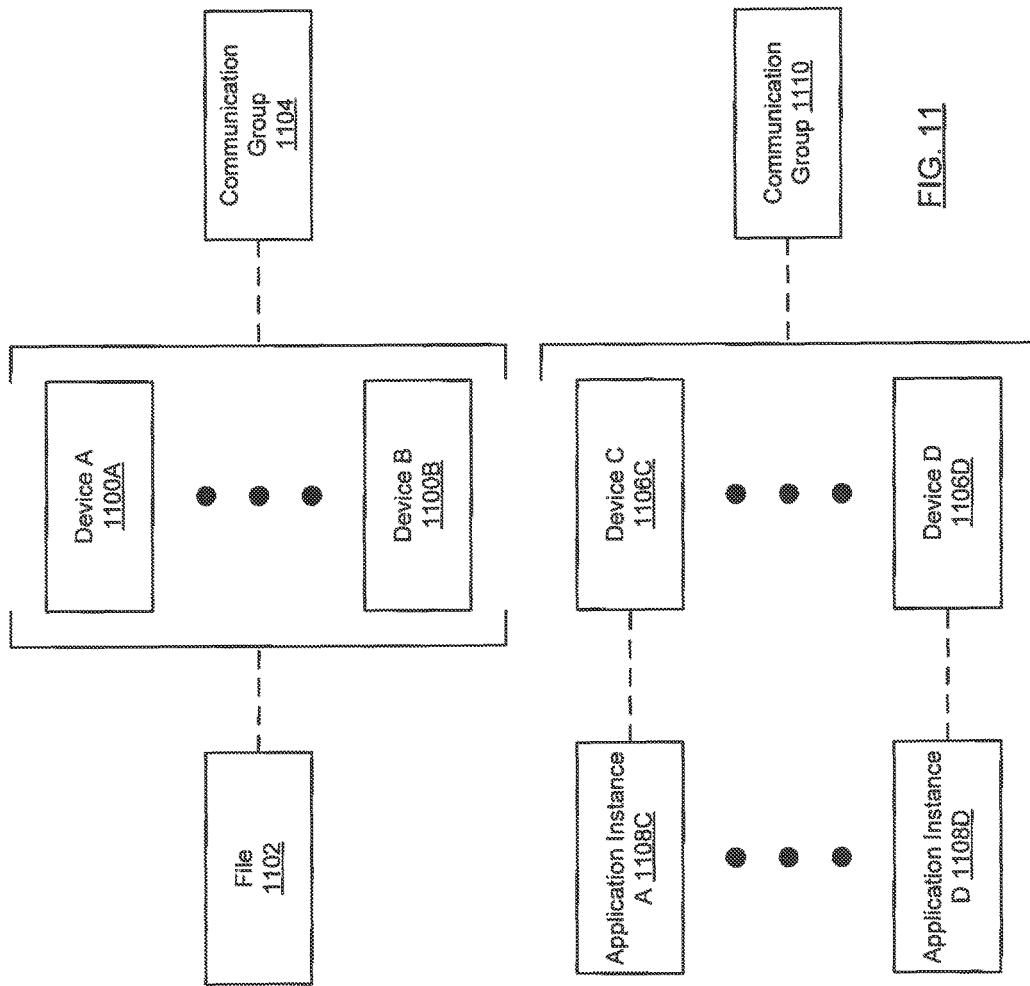 File
1102
Device A
1100A
Device B
1100B
Communication
Group
1104
Application Instance
A 1108C
Application Instance
D 1108D
Device C
1106C
Device D
1106D
Communication
Group 1110
FIG. 11